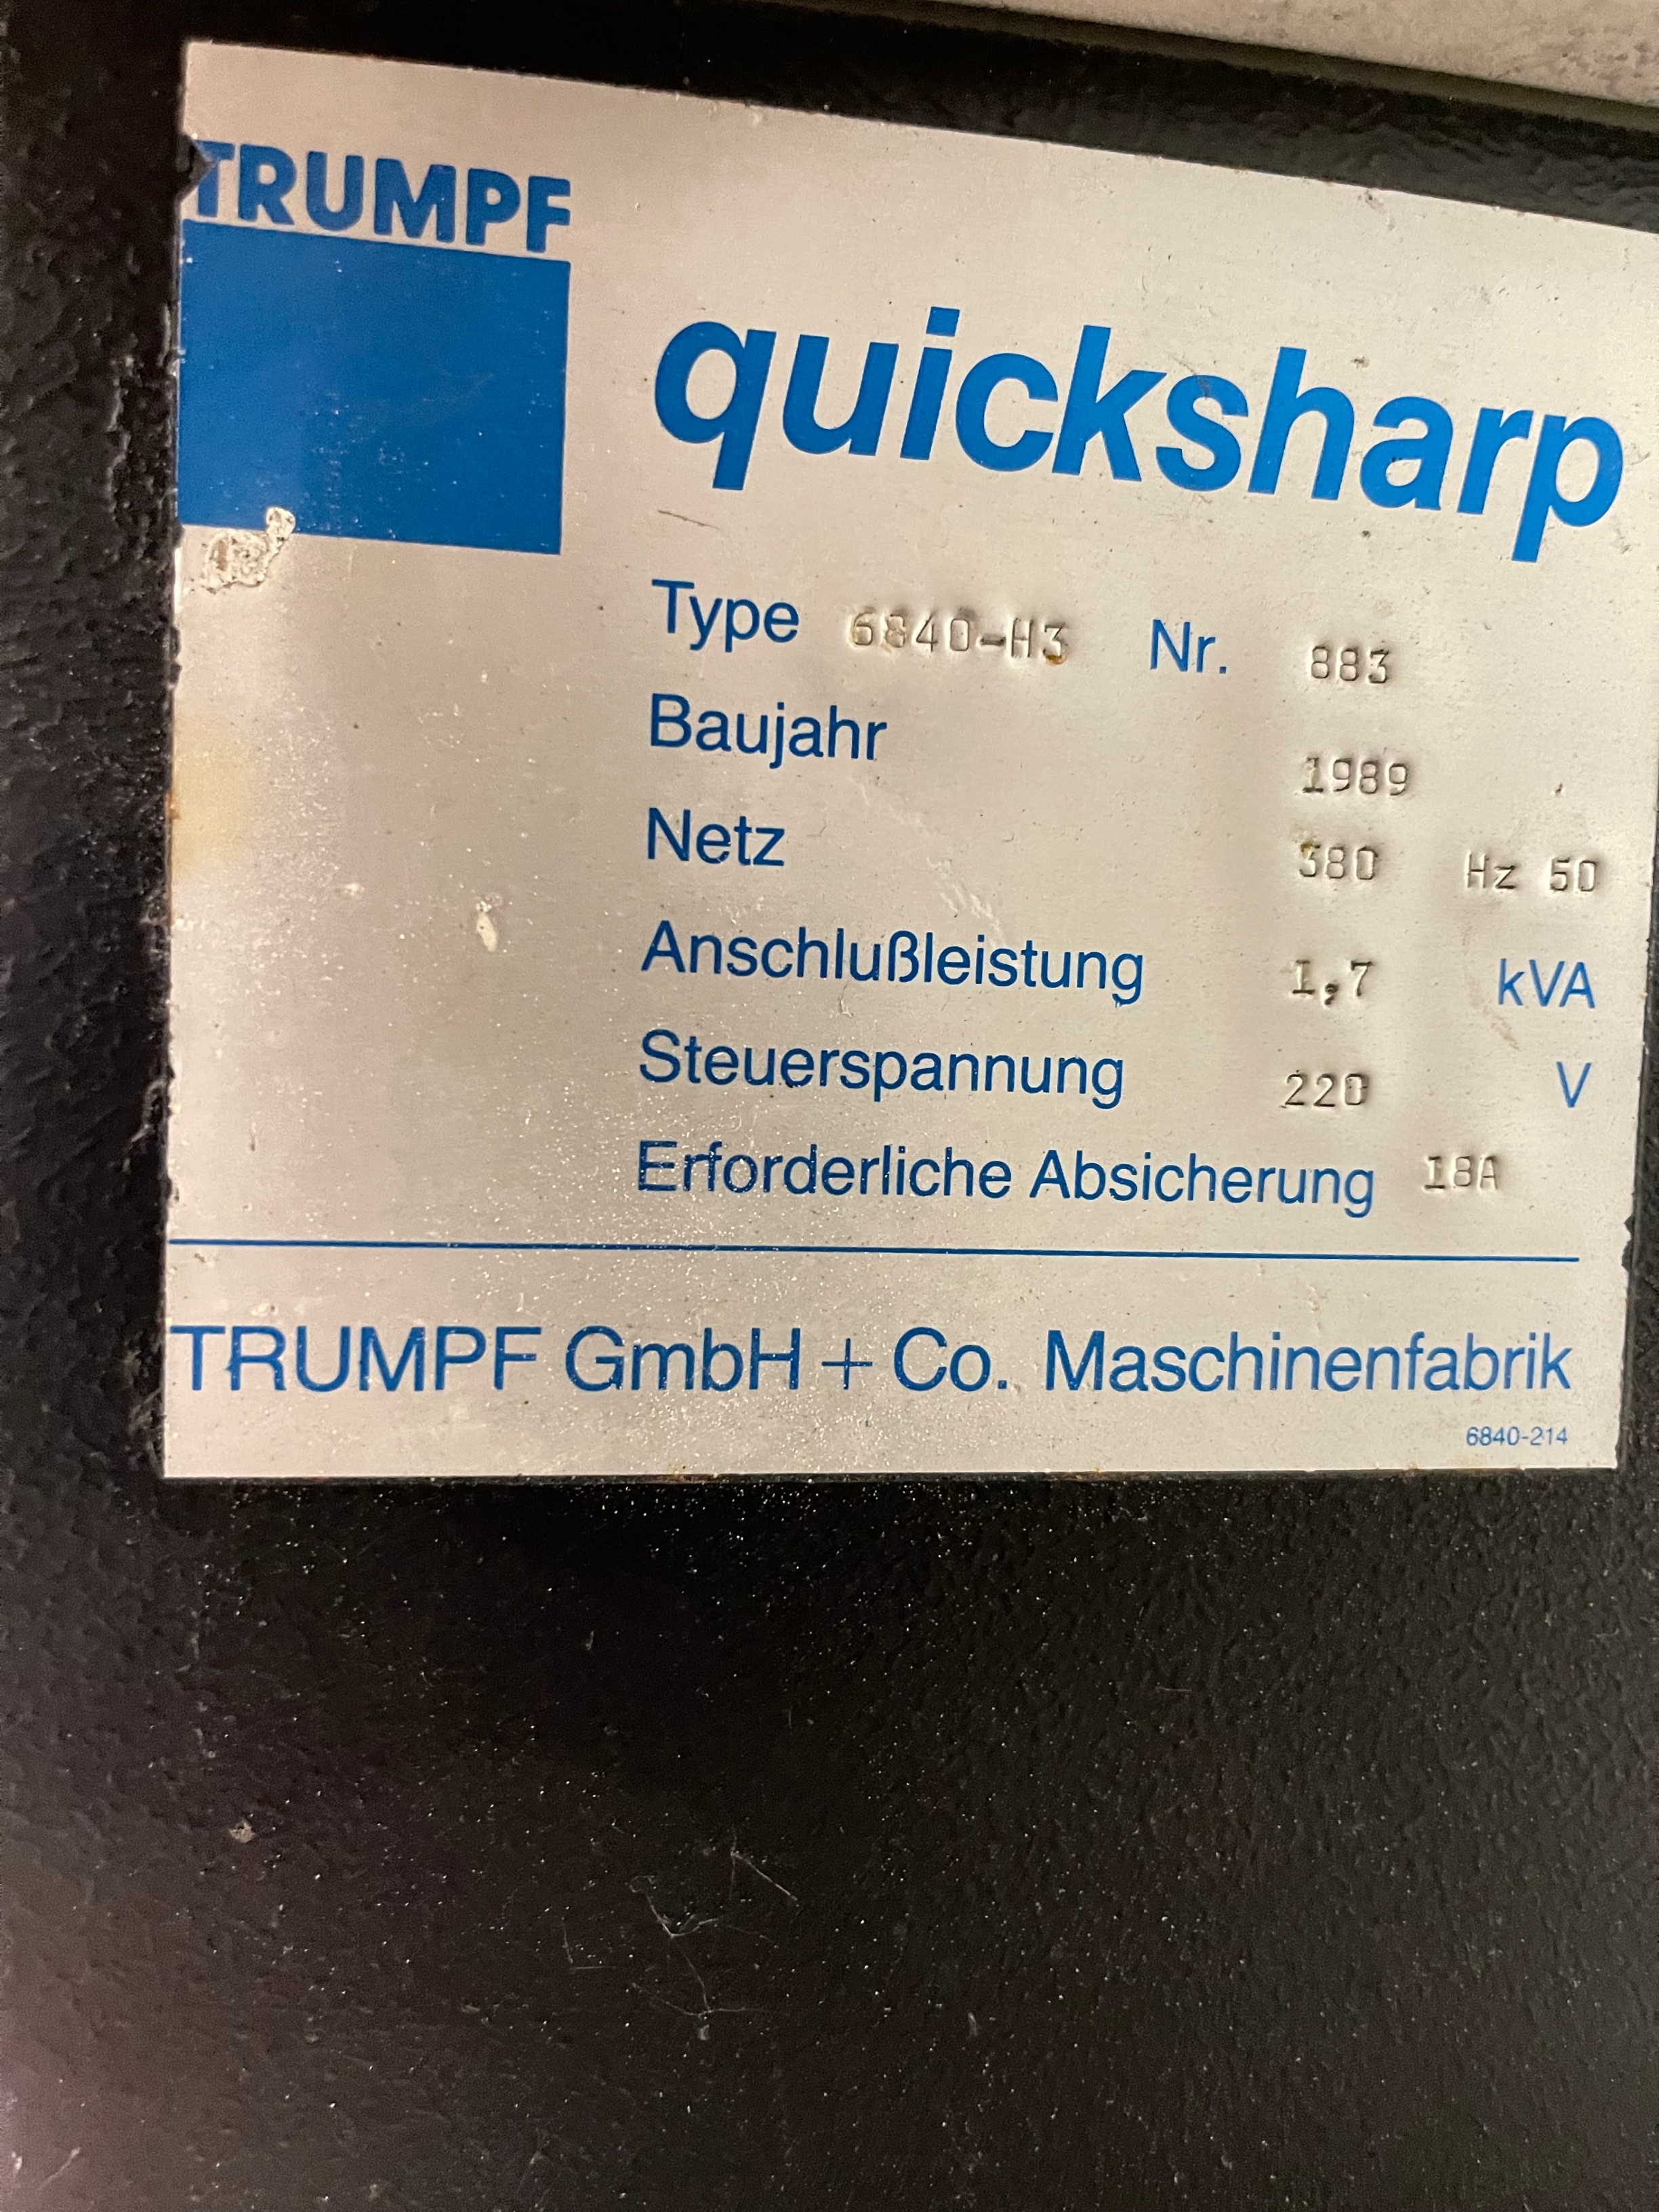 TRUMPF
quicksharp
Type 6840-H3 Nr. 883
Baujahr 1989
Netz 380 Hz 50
Anschlußleistung 1,7 kVA
Steuerspannung 220 V
Erforderliche Absicherung 18A
TRUMPF GmbH + Co. Maschinenfabrik
6840-214